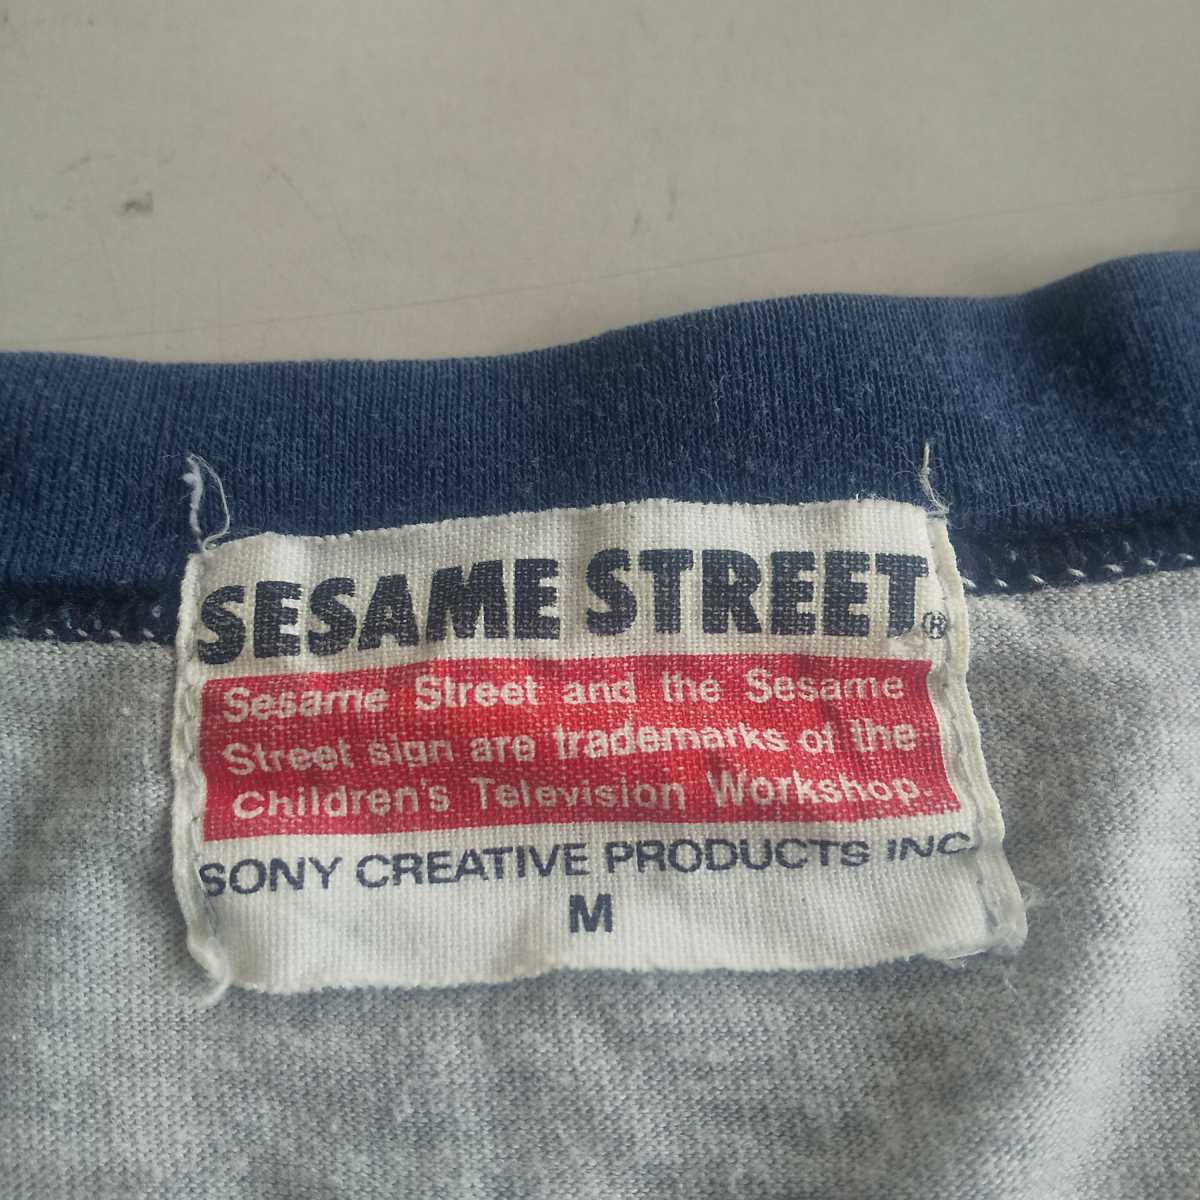 SESAME STREET®
Sesame Street and the Sesame
Street sign are trademarks of the
Children's Television Workshop.
SONY CREATIVE PRODUCTS INC.
M